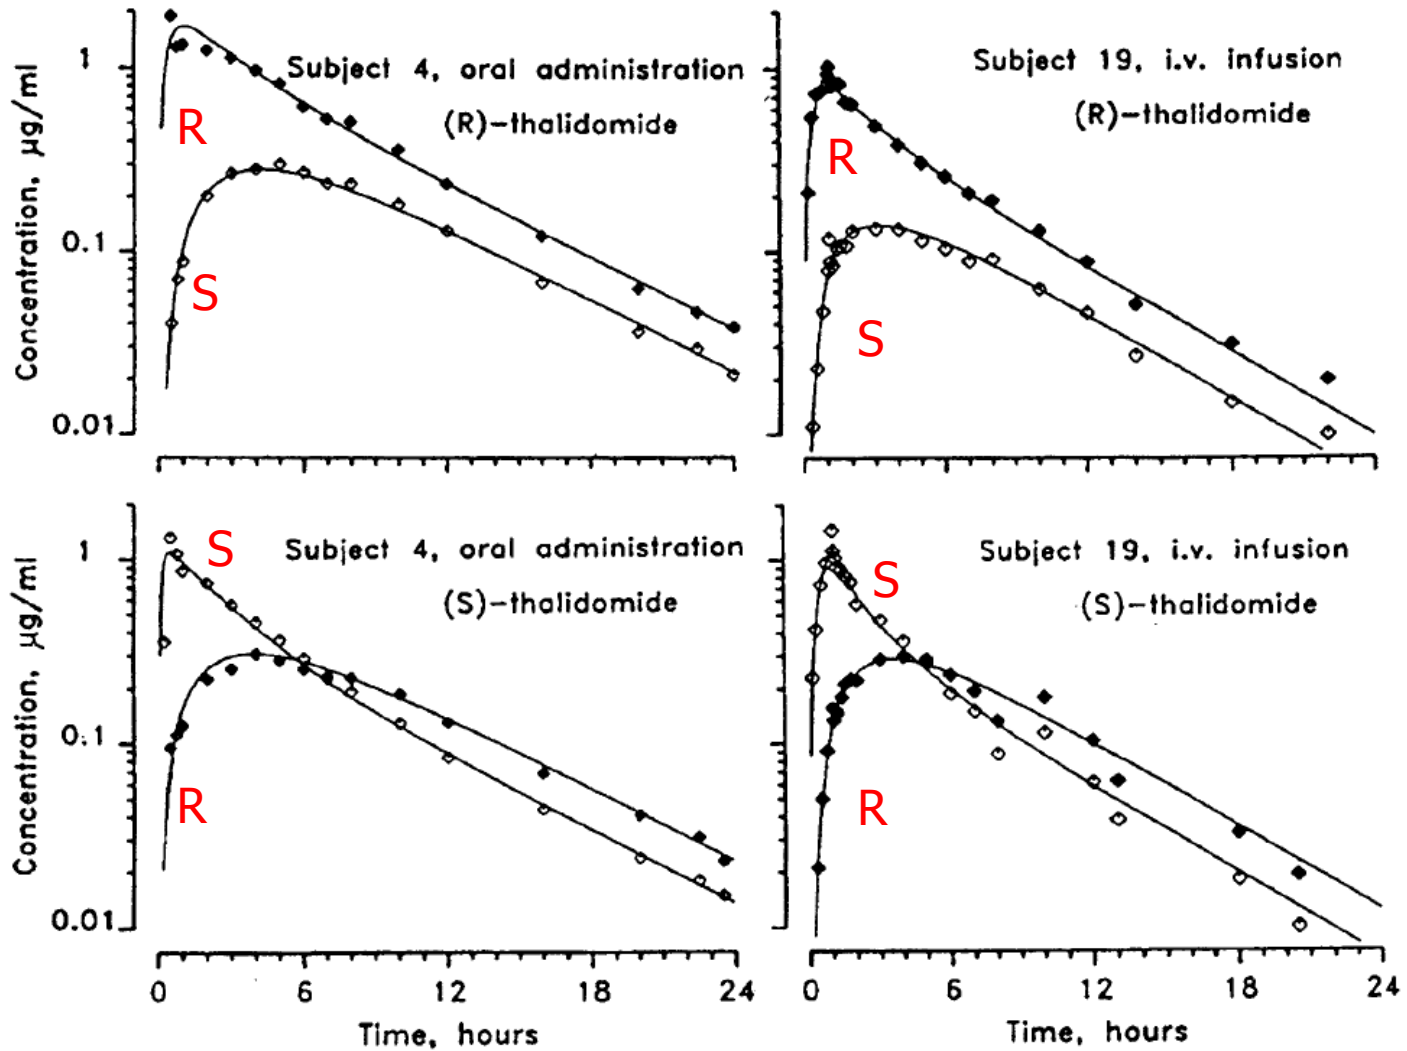 Concentration, µg/ml
1
0.1
0.01
Subject 4, oral administration
(R)-thalidomide
R
S
Subject 19, i.v. infusion
(R)-thalidomide
R
S
Concentration, µg/ml
1
0.1
0.01
Subject 4, oral administration
(S)-thalidomide
S
R
0 6 12 18 24
Time, hours
Subject 19, i.v. infusion
(S)-thalidomide
S
R
0 6 12 18 24
Time, hours